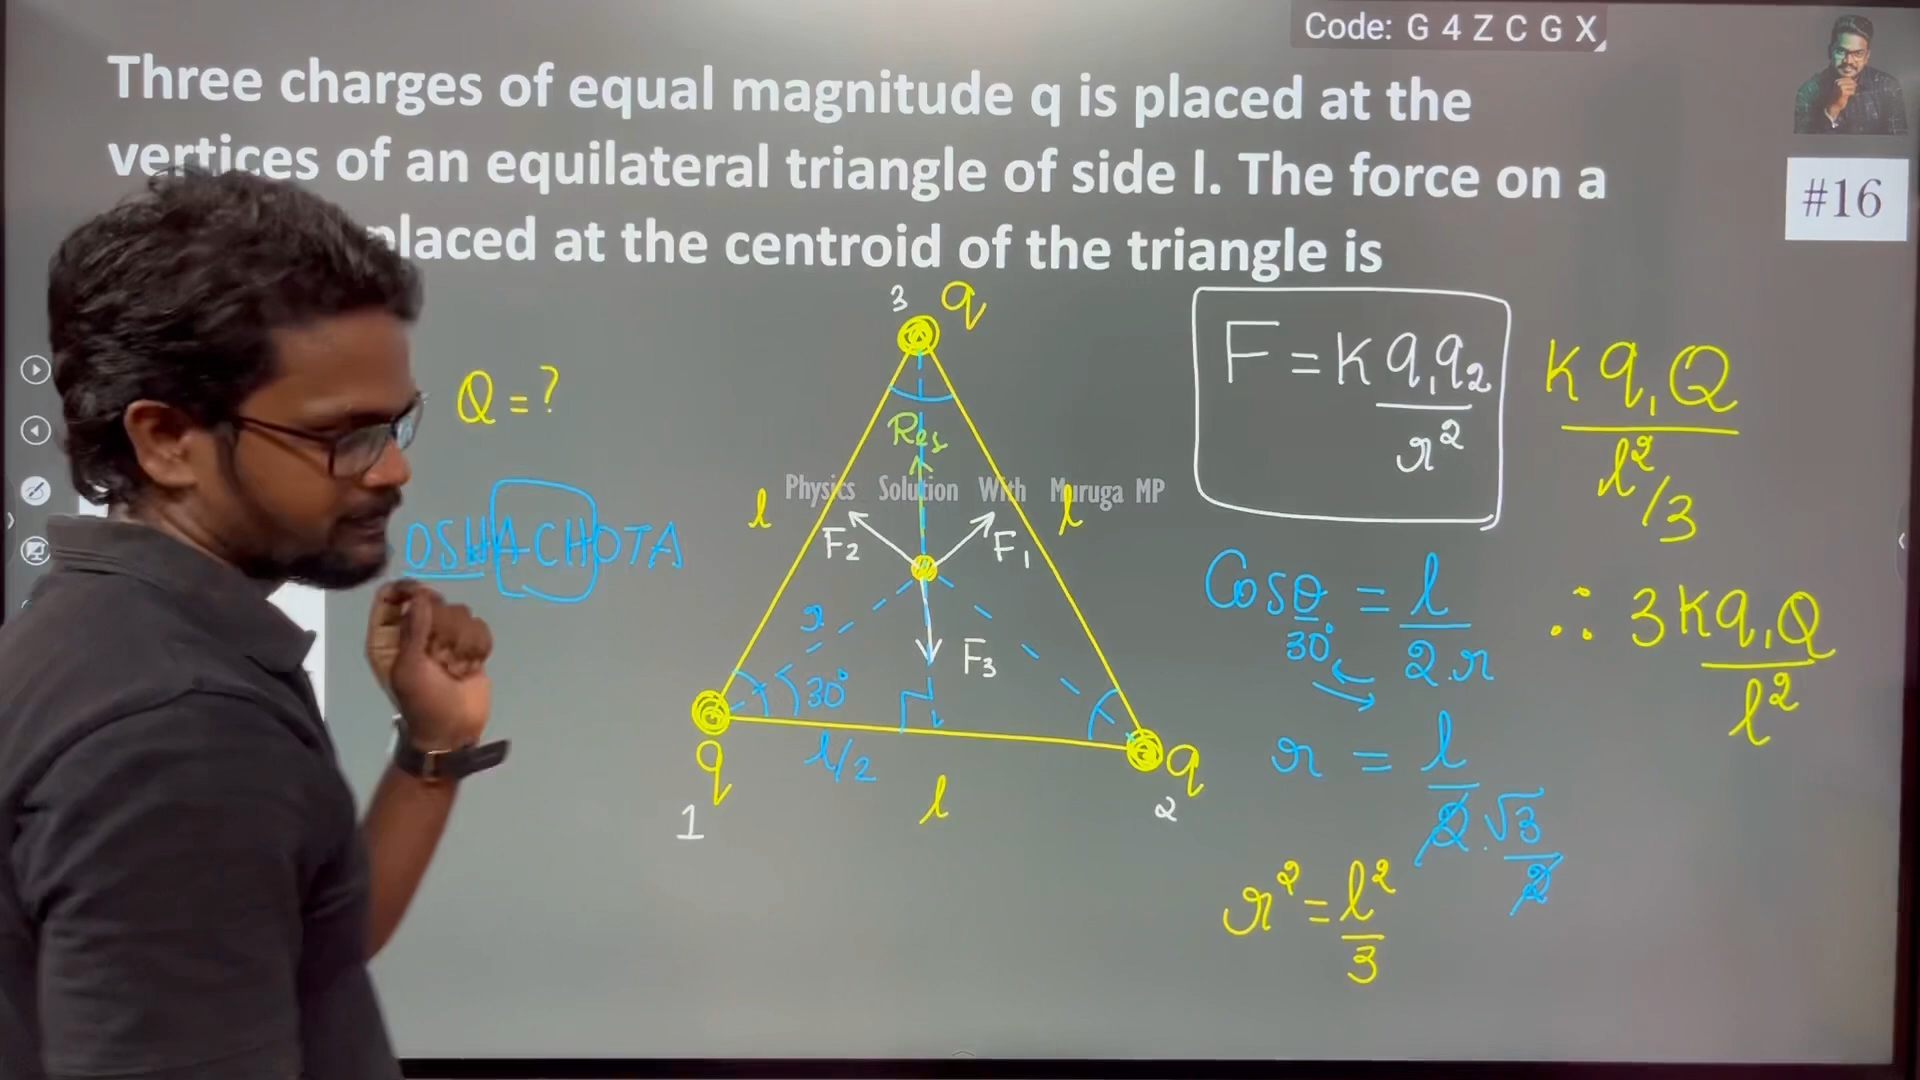 Code: G 4 Z C G X
Three charges of equal magnitude q is placed at the
vertices of an equilateral triangle of side l. The force on a
placed at the centroid of the triangle is
#16
Q = ?
OSHACHOTA
3 q
Res
l
l
Physics Solution With Muruga MP
F₂
F₁
F₃
r
30°
l/2
l
q
1
q
2
F = K q₁q₂ / r²
K q₁Q / l²/3
Cosθ = l / 2.r
30°
∴ 3Kq₁Q / l²
r = l / 2.√3/2
r² = l² / 3